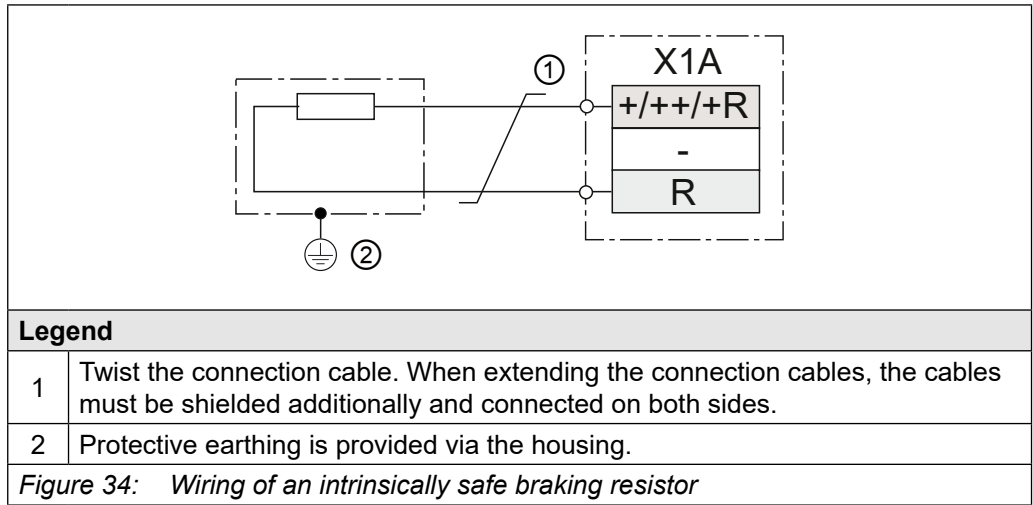 ①
X1A
+/++/+R
-
R
②
Legend
1 Twist the connection cable. When extending the connection cables, the cables
must be shielded additionally and connected on both sides.
2 Protective earthing is provided via the housing.
Figure 34: Wiring of an intrinsically safe braking resistor